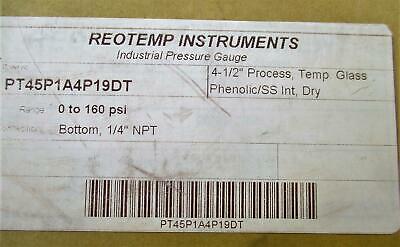 REOTEMP INSTRUMENTS
Industrial Pressure Gauge
PT45P1A4P19DT
4-1/2" Process, Temp. Glass
Phenolic/SS Int, Dry
Range 0 to 160 psi
Bottom, 1/4" NPT
PT45P1A4P19DT